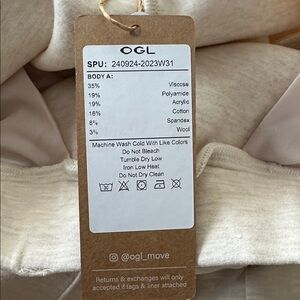 OGL
SPU: 240924-2023W31
BODY A:
35% Viscose
19% Polyamide
19% Acrylic
16% Cotton
8% Spandex
3% Wool
Machine Wash Cold With Like Colors
Do Not Bleach
Tumble Dry Low
Iron Low Heat
Do Not Dry Clean
@ogl_move
Returns & exchanges will only
accepted if tags & liner attached